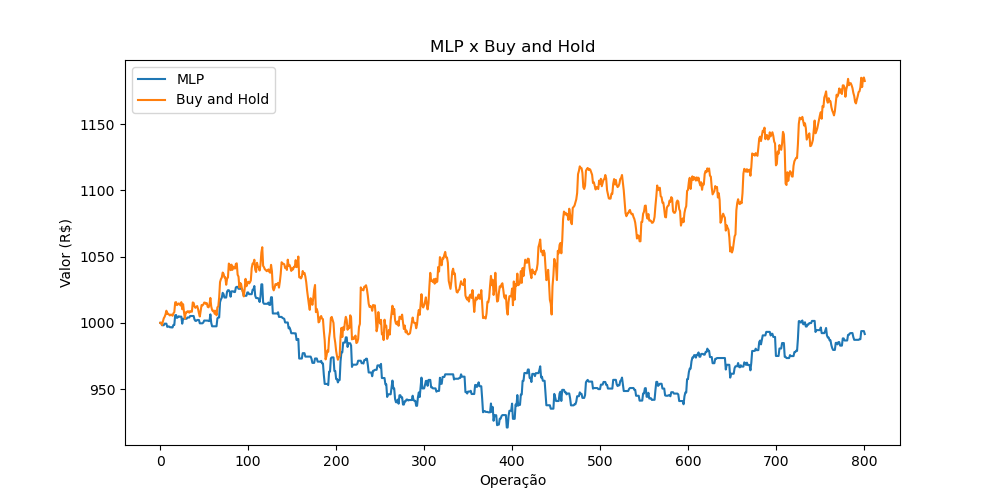 MLP x Buy and Hold
MLP
Buy and Hold
Valor (R$)
1150
1100
1050
1000
950
0 100 200 300 400 500 600 700 800
Operação